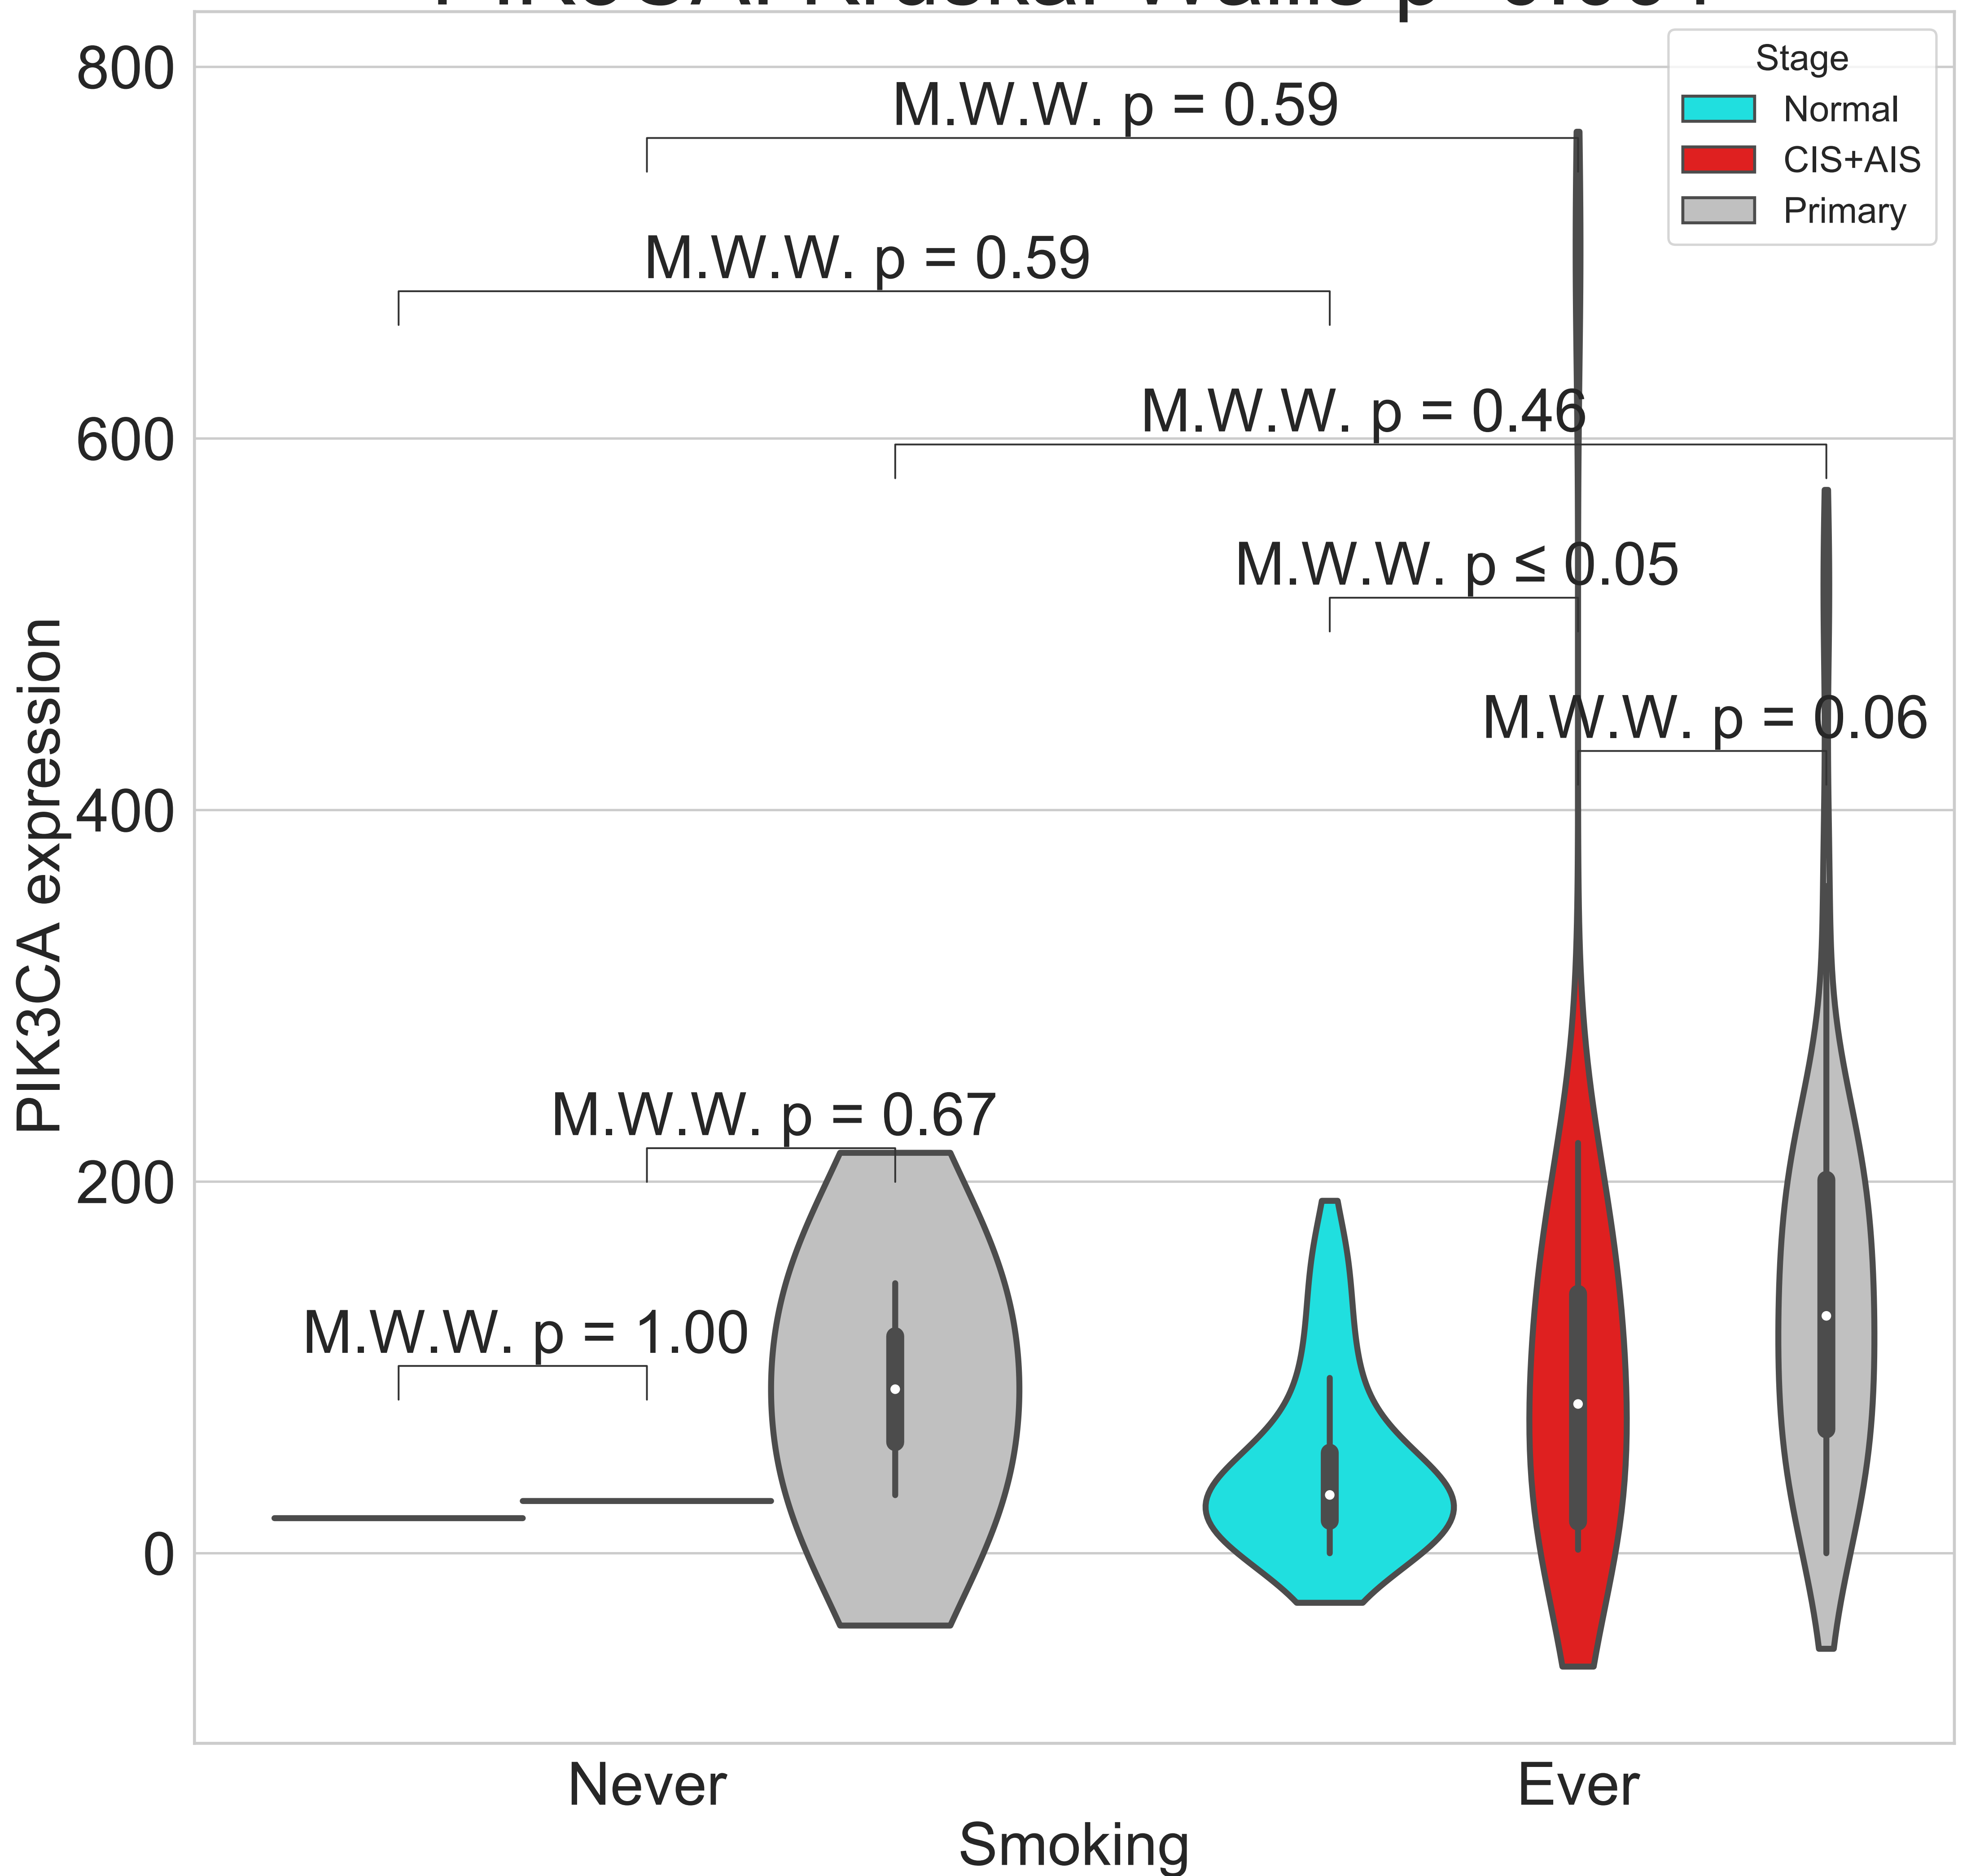 800
600
400
200
0
PIK3CA expression
Stage
Normal
CIS+AIS
Primary
M.W.W. p = 0.59
M.W.W. p = 0.59
M.W.W. p = 0.46
M.W.W. p ≤ 0.05
M.W.W. p = 0.06
M.W.W. p = 0.67
M.W.W. p = 1.00
Never
Ever
Smoking